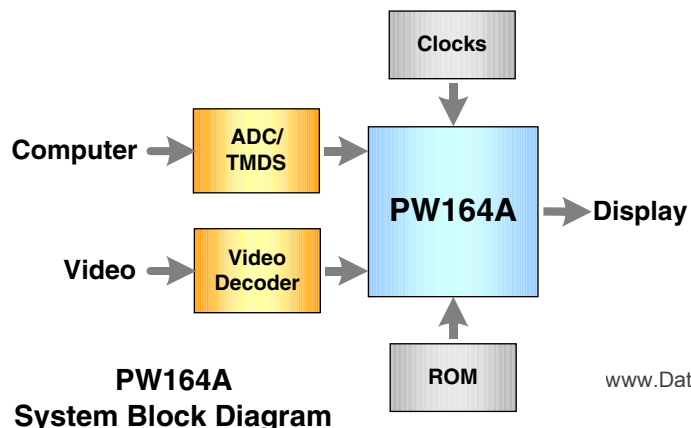 Clocks
Computer
ADC/
TMDS
PW164A
Display
Video
Video
Decoder
ROM
PW164A
System Block Diagram
www.Dat